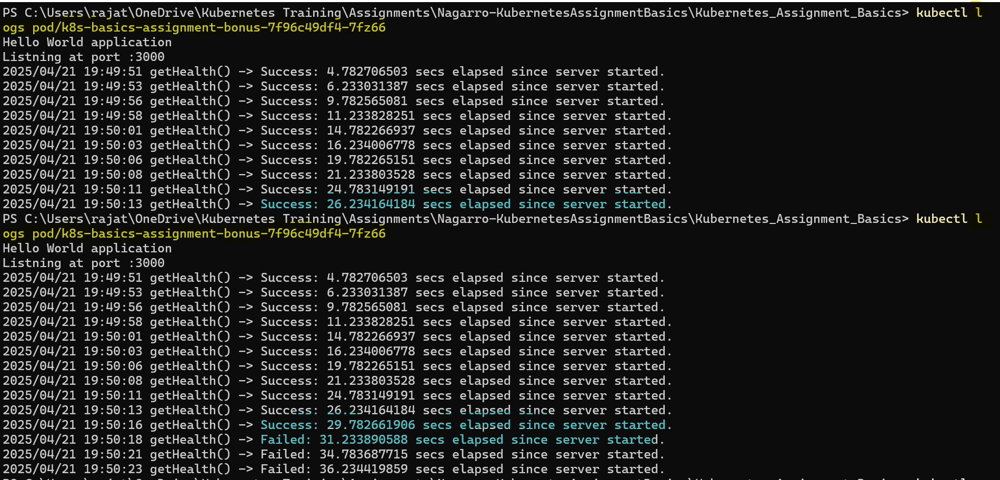 PS C:\Users\rajat\OneDrive\Kubernetes Training\Assignments\Nagarro-KubernetesAssignmentBasics\Kubernetes_Assignment_Basics> kubectl l
ogs pod/k8s-basics-assignment-bonus-7f96c49df4-7fz66
Hello World application
Listning at port :3000
2025/04/21 19:49:51 getHealth() -> Success: 4.782706503 secs elapsed since server started.
2025/04/21 19:49:53 getHealth() -> Success: 6.233031387 secs elapsed since server started.
2025/04/21 19:49:56 getHealth() -> Success: 9.782565081 secs elapsed since server started.
2025/04/21 19:49:58 getHealth() -> Success: 11.233828251 secs elapsed since server started.
2025/04/21 19:50:01 getHealth() -> Success: 14.782266937 secs elapsed since server started.
2025/04/21 19:50:03 getHealth() -> Success: 16.234006778 secs elapsed since server started.
2025/04/21 19:50:06 getHealth() -> Success: 19.782265151 secs elapsed since server started.
2025/04/21 19:50:08 getHealth() -> Success: 21.233803528 secs elapsed since server started.
2025/04/21 19:50:11 getHealth() -> Success: 24.783149191 secs elapsed since server started.
2025/04/21 19:50:13 getHealth() -> Success: 26.234164184 secs elapsed since server started.
PS C:\Users\rajat\OneDrive\Kubernetes Training\Assignments\Nagarro-KubernetesAssignmentBasics\Kubernetes_Assignment_Basics> kubectl l
ogs pod/k8s-basics-assignment-bonus-7f96c49df4-7fz66
Hello World application
Listning at port :3000
2025/04/21 19:49:51 getHealth() -> Success: 4.782706503 secs elapsed since server started.
2025/04/21 19:49:53 getHealth() -> Success: 6.233031387 secs elapsed since server started.
2025/04/21 19:49:56 getHealth() -> Success: 9.782565081 secs elapsed since server started.
2025/04/21 19:49:58 getHealth() -> Success: 11.233828251 secs elapsed since server started.
2025/04/21 19:50:01 getHealth() -> Success: 14.782266937 secs elapsed since server started.
2025/04/21 19:50:03 getHealth() -> Success: 16.234006778 secs elapsed since server started.
2025/04/21 19:50:06 getHealth() -> Success: 19.782265151 secs elapsed since server started.
2025/04/21 19:50:08 getHealth() -> Success: 21.233803528 secs elapsed since server started.
2025/04/21 19:50:11 getHealth() -> Success: 24.783149191 secs elapsed since server started.
2025/04/21 19:50:13 getHealth() -> Success: 26.234164184 secs elapsed since server started.
2025/04/21 19:50:16 getHealth() -> Success: 29.782661906 secs elapsed since server started.
2025/04/21 19:50:18 getHealth() -> Failed: 31.233890588 secs elapsed since server started.
2025/04/21 19:50:21 getHealth() -> Failed: 34.783687715 secs elapsed since server started.
2025/04/21 19:50:23 getHealth() -> Failed: 36.234419859 secs elapsed since server started.